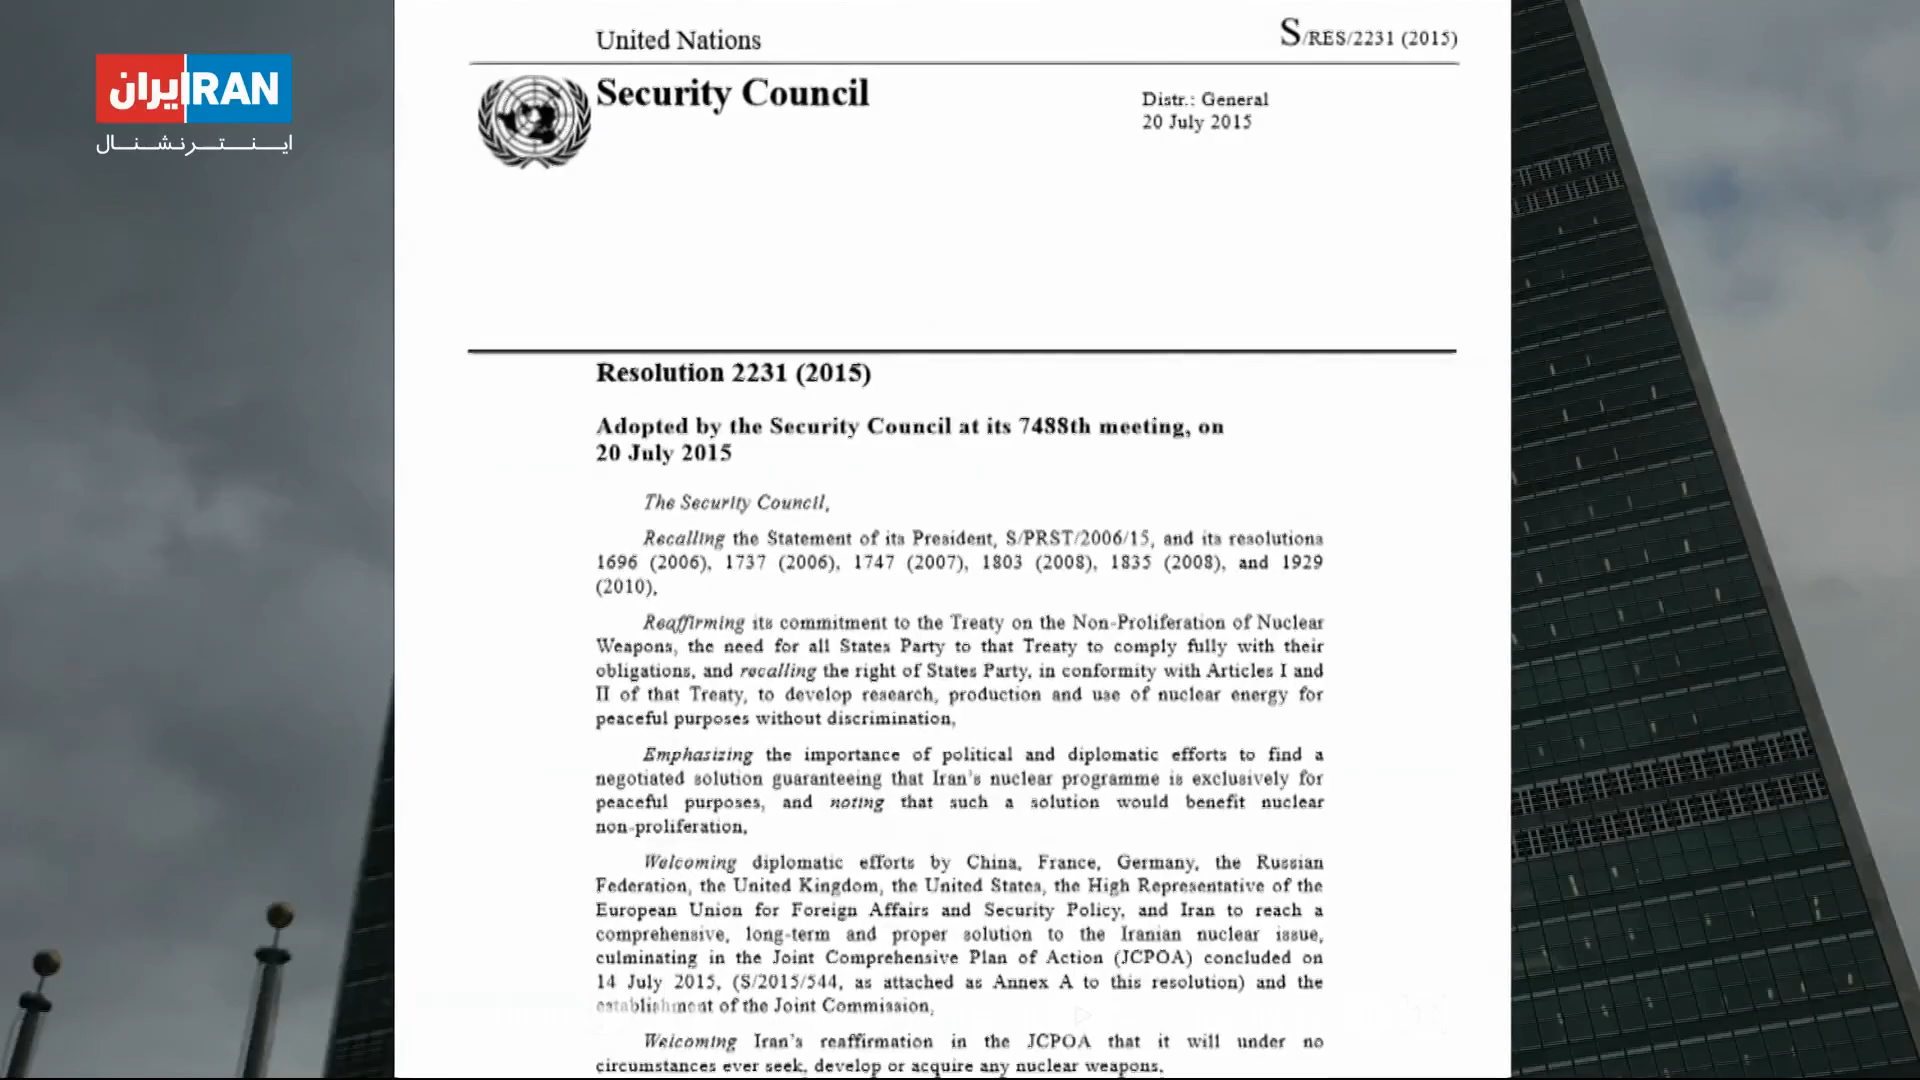 ایران IRAN
اینترنشنال
United Nations
S/RES/2231 (2015)
Security Council
Distr.: General
20 July 2015
Resolution 2231 (2015)
Adopted by the Security Council at its 7488th meeting, on
20 July 2015
The Security Council,
Recalling the Statement of its President, S/PRST/2006/15, and its resolutions
1696 (2006), 1737 (2006), 1747 (2007), 1803 (2008), 1835 (2008), and 1929
(2010),
Reaffirming its commitment to the Treaty on the Non-Proliferation of Nuclear
Weapons, the need for all States Party to that Treaty to comply fully with their
obligations, and recalling the right of States Party, in conformity with Articles I and
II of that Treaty, to develop research, production and use of nuclear energy for
peaceful purposes without discrimination,
Emphasizing the importance of political and diplomatic efforts to find a
negotiated solution guaranteeing that Iran's nuclear programme is exclusively for
peaceful purposes, and noting that such a solution would benefit nuclear
non-proliferation,
Welcoming diplomatic efforts by China, France, Germany, the Russian
Federation, the United Kingdom, the United States, the High Representative of the
European Union for Foreign Affairs and Security Policy, and Iran to reach a
comprehensive, long-term and proper solution to the Iranian nuclear issue,
culminating in the Joint Comprehensive Plan of Action (JCPOA) concluded on
14 July 2015, (S/2015/544, as attached as Annex A to this resolution) and the
establishment of the Joint Commission,
Welcoming Iran's reaffirmation in the JCPOA that it will under no
circumstances ever seek, develop or acquire any nuclear weapons,